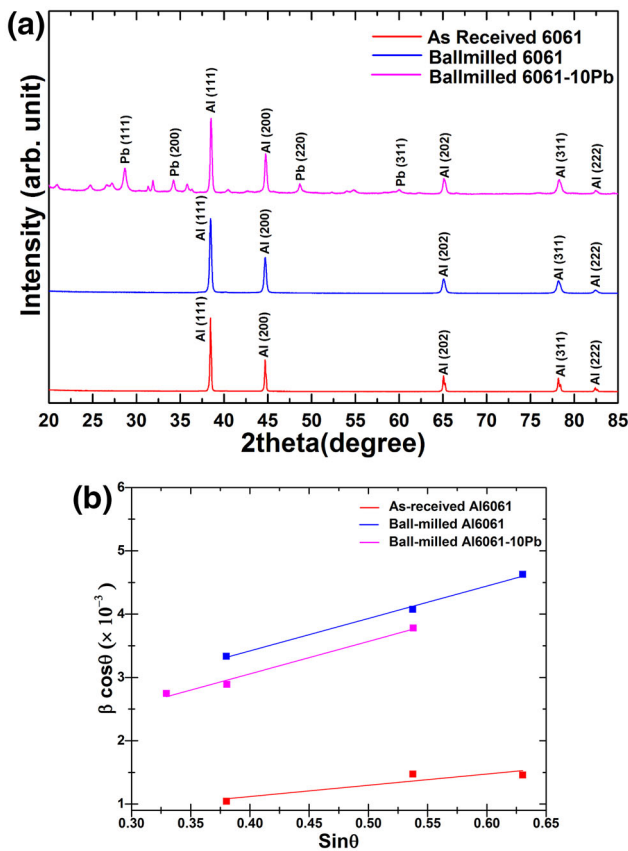 (a)
As Received 6061
Ballmilled 6061
Ballmilled 6061-10Pb
Intensity (arb. unit)
Pb (111)
Pb (200)
Al (111)
Al (200)
Pb (220)
Pb (311)
Al (202)
Al (311)
Al (222)
Al (111)
Al (200)
Al (202)
Al (311)
Al (222)
Al (111)
Al (200)
Al (202)
Al (311)
Al (222)
20 25 30 35 40 45 50 55 60 65 70 75 80 85
2theta(degree)
(b)
As-received Al6061
Ball-milled Al6061
Ball-milled Al6061-10Pb
β cosθ (× 10⁻³)
6
5
4
3
2
1
0.30 0.35 0.40 0.45 0.50 0.55 0.60 0.65
Sinθ